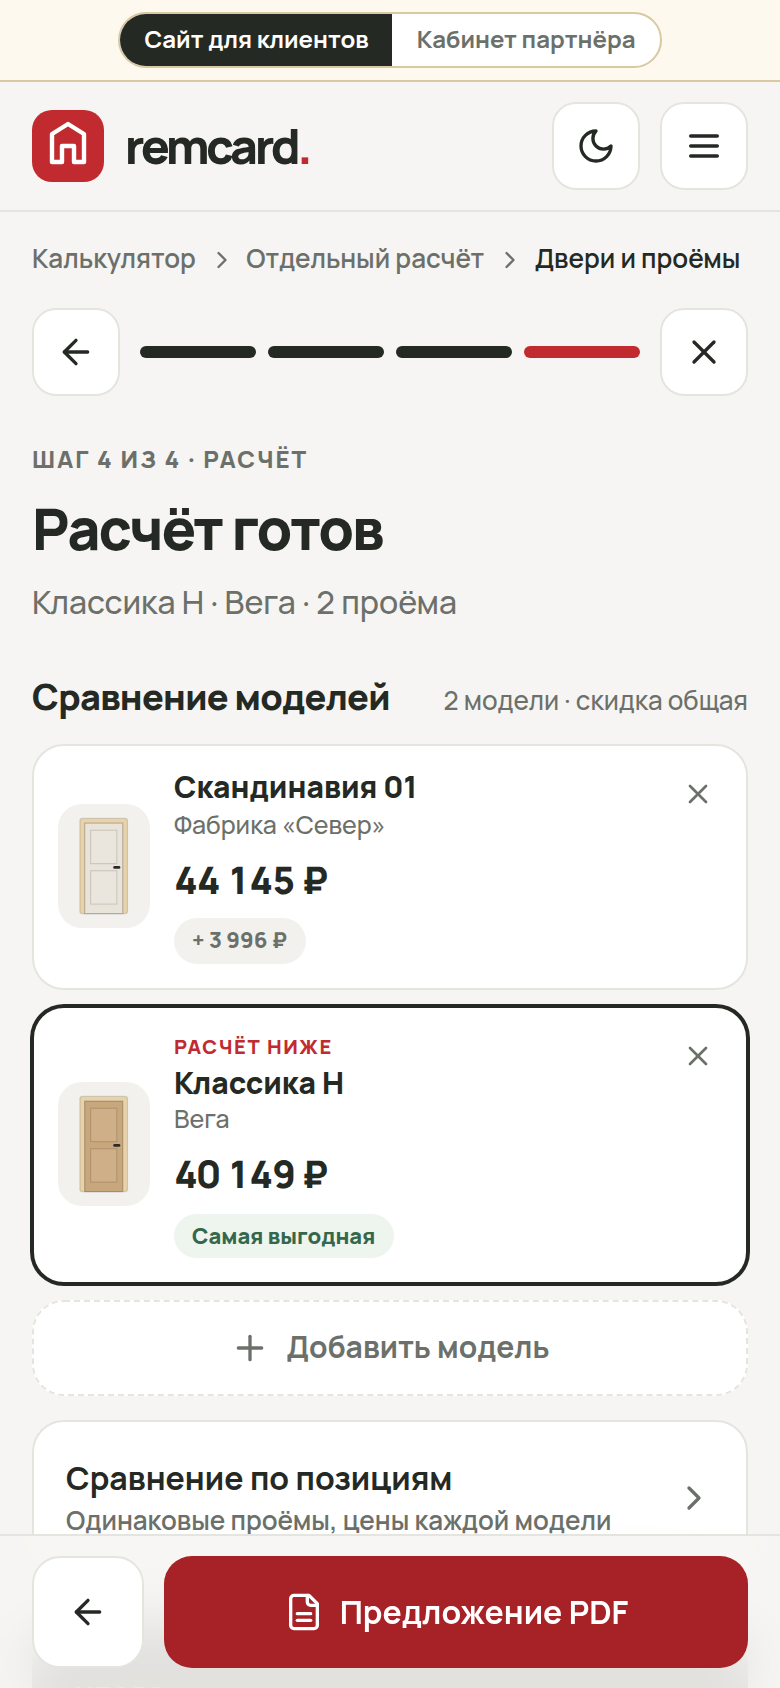 Сайт для клиентов Кабинет партнёра
remcard.
Калькулятор > Отдельный расчёт > Двери и проёмы
ШАГ 4 ИЗ 4 · РАСЧЁТ
Расчёт готов
Классика Н · Вега · 2 проёма
Сравнение моделей 2 модели · скидка общая
Скандинавия 01
Фабрика «Север»
44 145 ₽
+ 3 996 ₽
РАСЧЁТ НИЖЕ
Классика Н
Вега
40 149 ₽
Самая выгодная
+ Добавить модель
Сравнение по позициям
Одинаковые проёмы, цены каждой модели
Предложение PDF